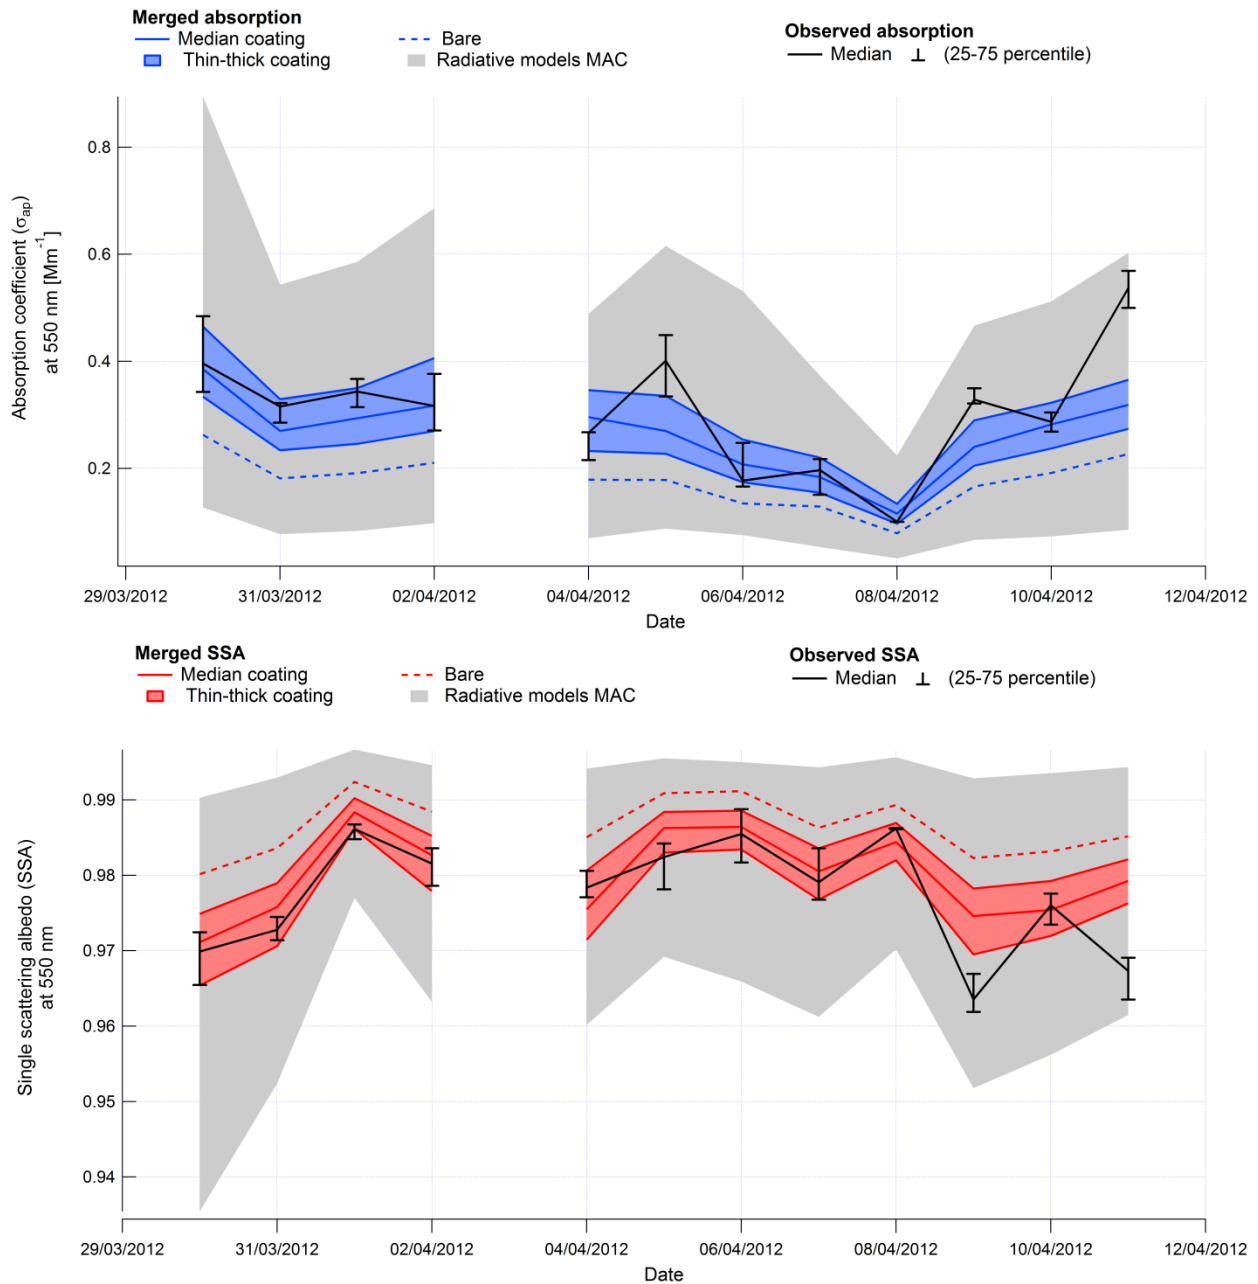 Merged absorption
Median coating
Bare
Thin-thick coating
Radiative models MAC
Observed absorption
Median (25-75 percentile)
Absorption coefficient (σap)
at 550 nm [Mm-1]
0.8
0.6
0.4
0.2
29/03/2012 31/03/2012 02/04/2012 04/04/2012 06/04/2012 08/04/2012 10/04/2012 12/04/2012
Date
Merged SSA
Median coating
Bare
Thin-thick coating
Radiative models MAC
Observed SSA
Median (25-75 percentile)
Single scattering albedo (SSA)
at 550 nm
0.99
0.98
0.97
0.96
0.95
0.94
29/03/2012 31/03/2012 02/04/2012 04/04/2012 06/04/2012 08/04/2012 10/04/2012 12/04/2012
Date